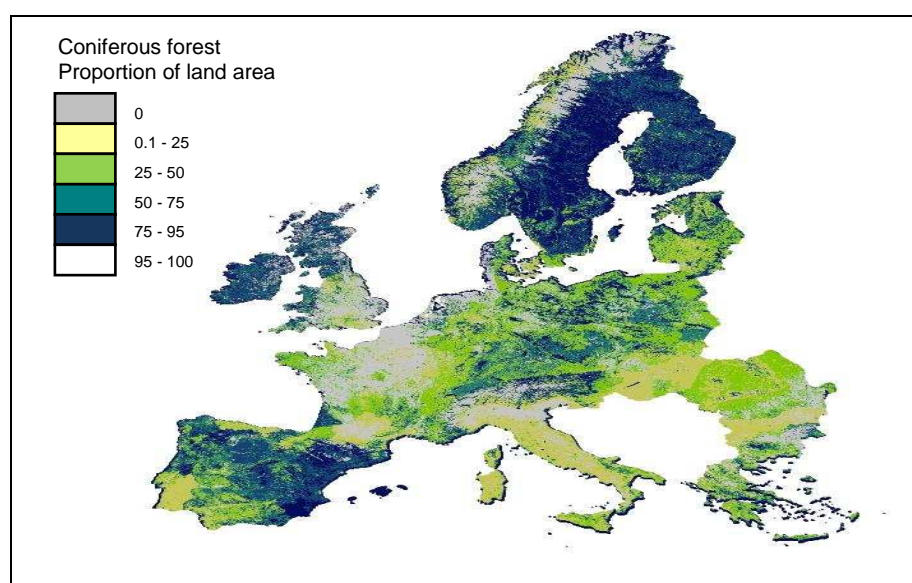 Coniferous forest
Proportion of land area
0
0.1 - 25
25 - 50
50 - 75
75 - 95
95 - 100